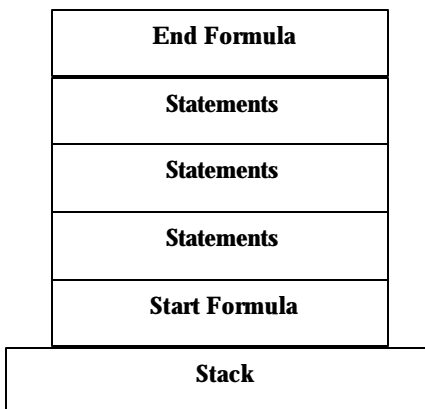 End Formula
Statements
Statements
Statements
Start Formula
Stack